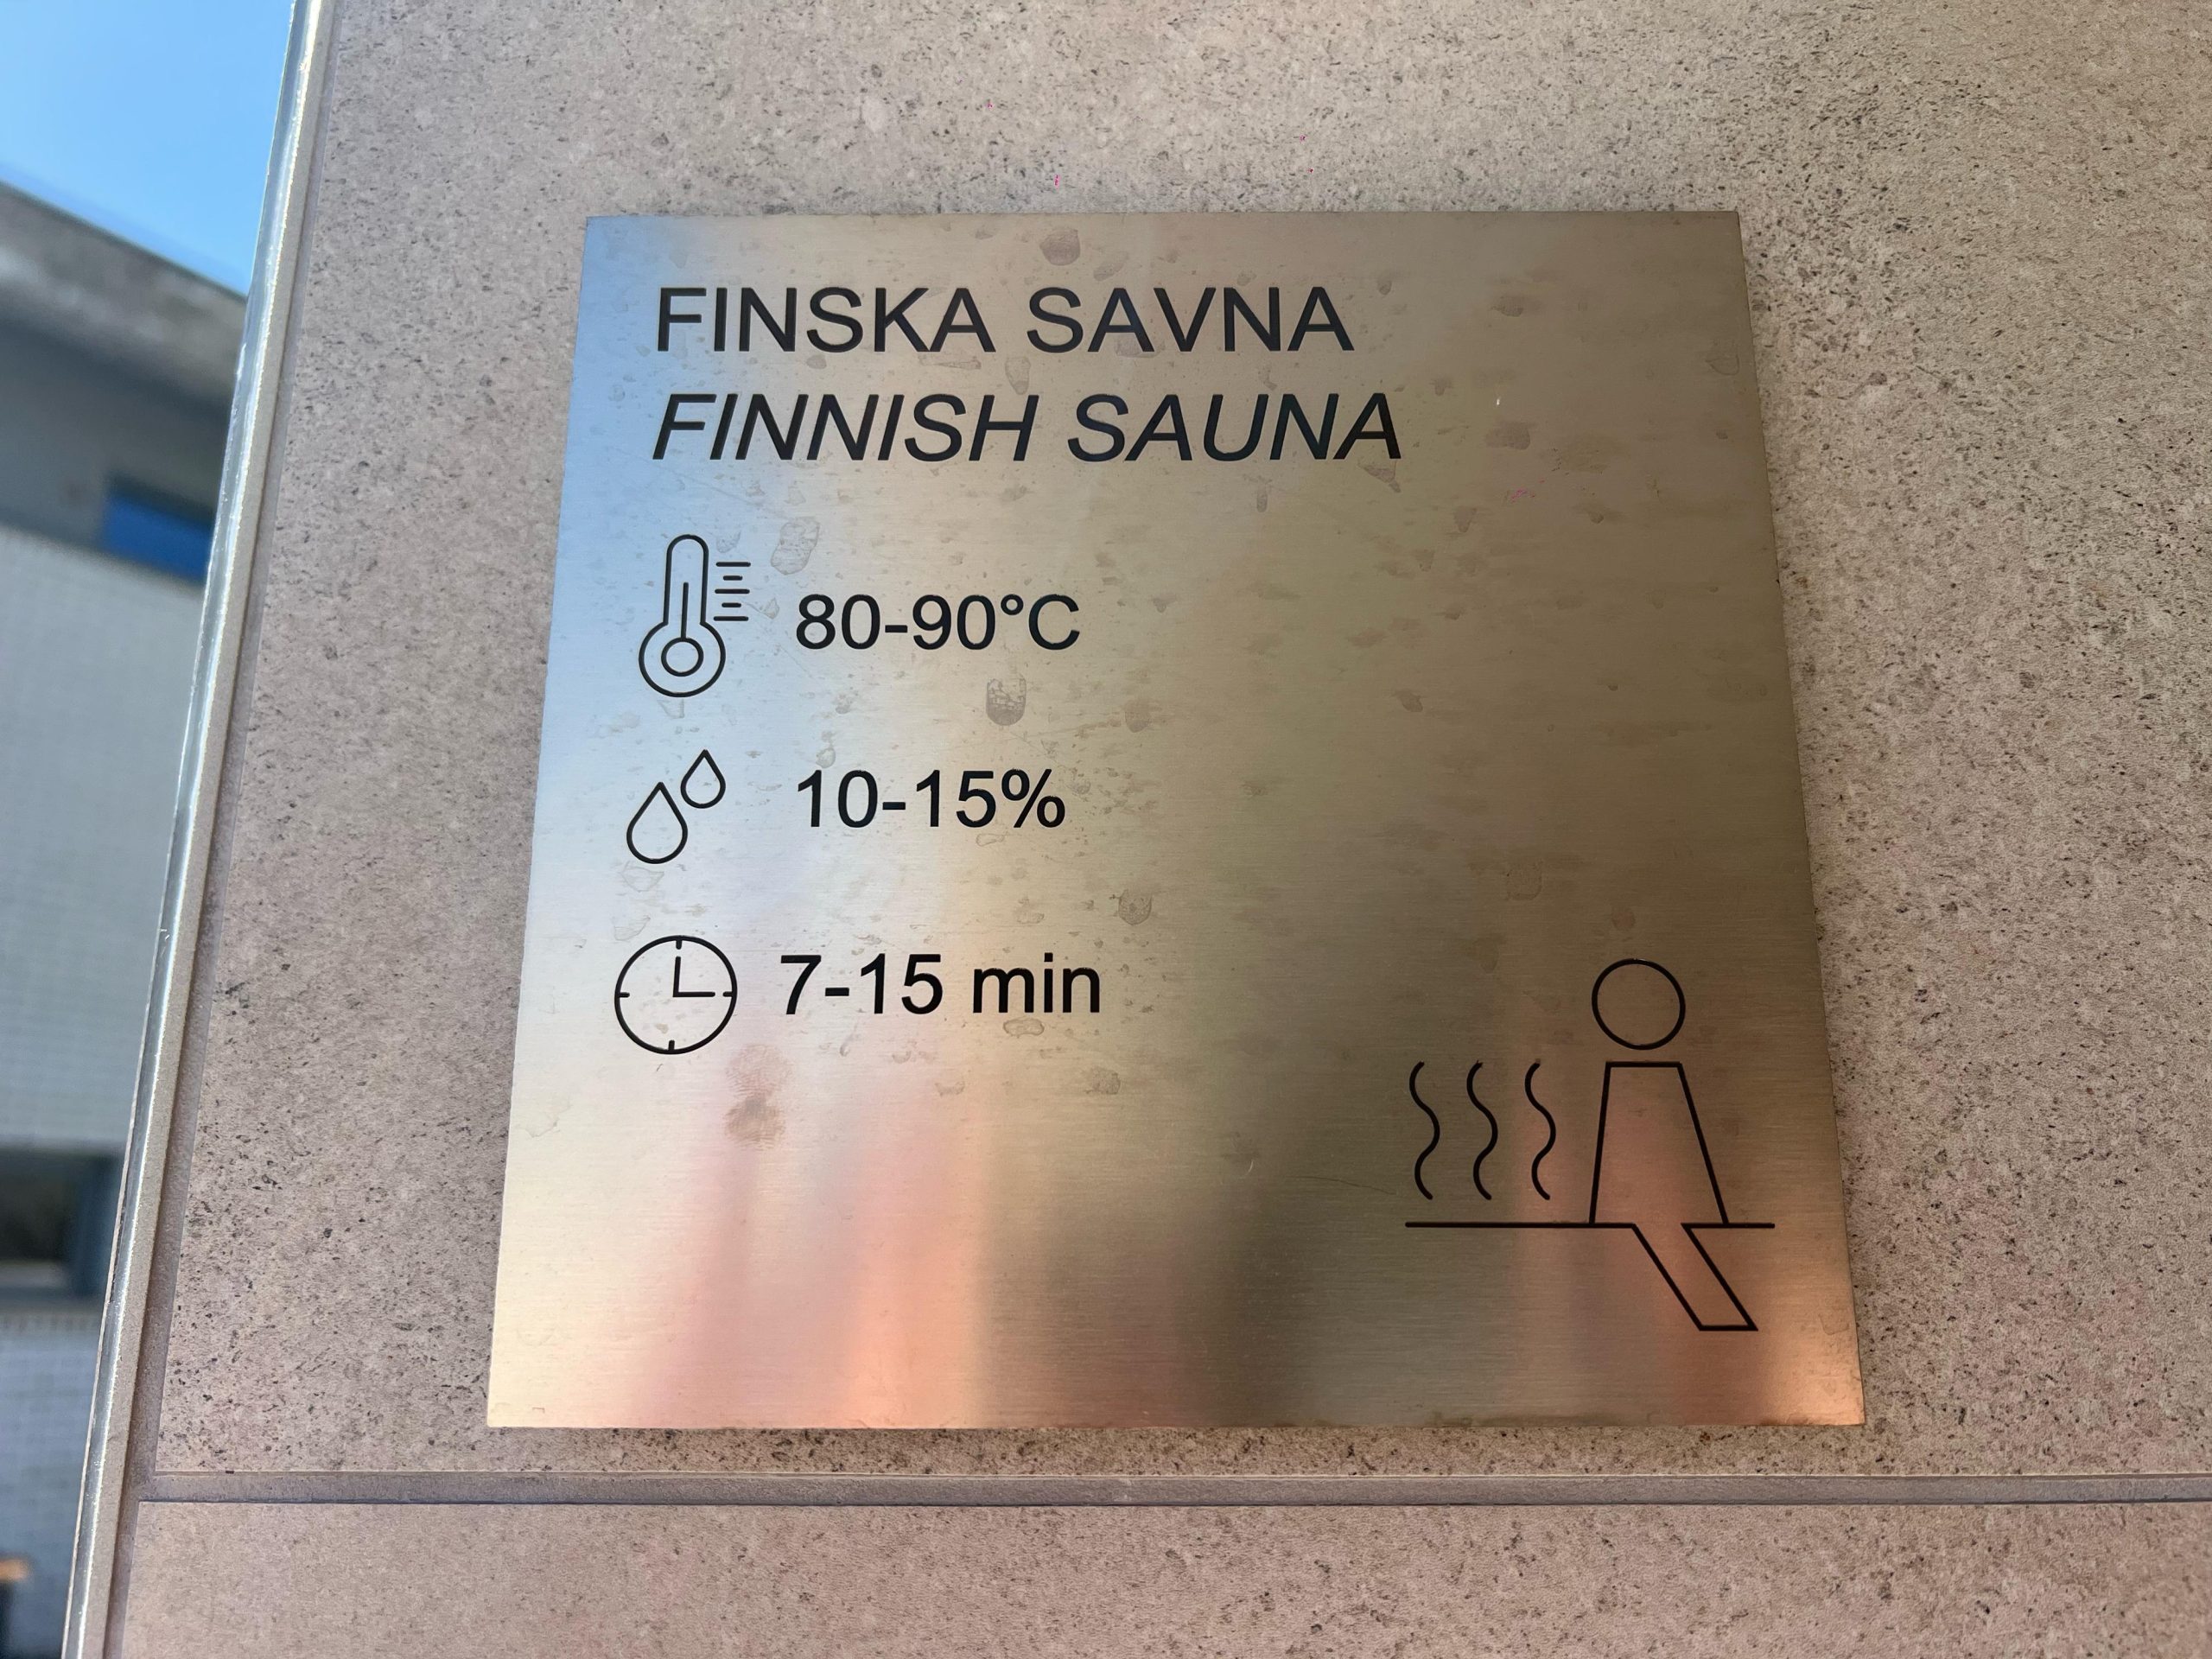 FINSKA SAVNA
FINNISH SAUNA
80-90°C
10-15%
7-15 min